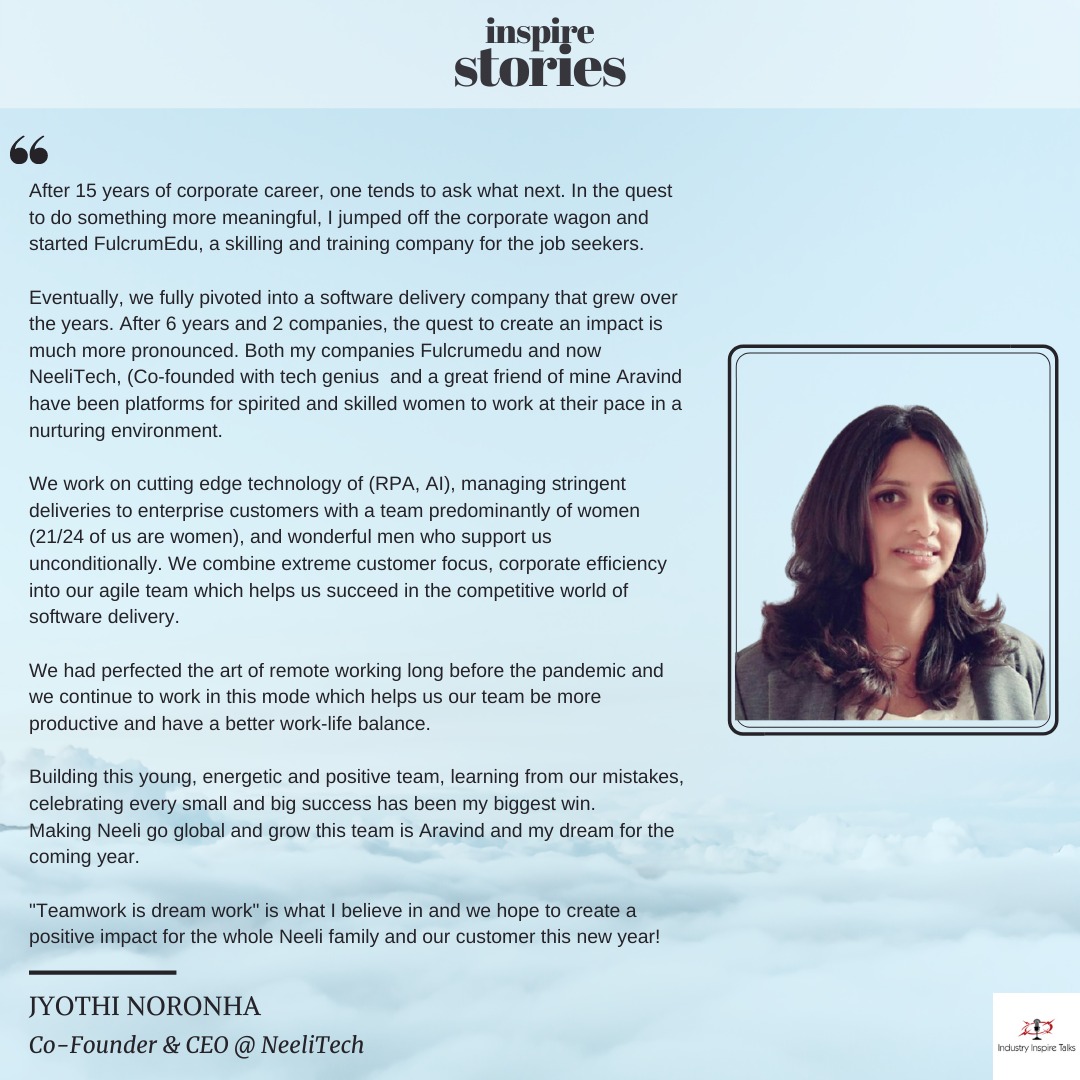 inspire
stories
“
After 15 years of corporate career, one tends to ask what next. In the quest
to do something more meaningful, I jumped off the corporate wagon and
started FulcrumEdu, a skilling and training company for the job seekers.
Eventually, we fully pivoted into a software delivery company that grew over
the years. After 6 years and 2 companies, the quest to create an impact is
much more pronounced. Both my companies Fulcrumedu and now
NeeliTech, (Co-founded with tech genius  and a great friend of mine Aravind
have been platforms for spirited and skilled women to work at their pace in a
nurturing environment.
We work on cutting edge technology of (RPA, AI), managing stringent
deliveries to enterprise customers with a team predominantly of women
(21/24 of us are women), and wonderful men who support us
unconditionally. We combine extreme customer focus, corporate efficiency
into our agile team which helps us succeed in the competitive world of
software delivery.
We had perfected the art of remote working long before the pandemic and
we continue to work in this mode which helps us our team be more
productive and have a better work-life balance.
Building this young, energetic and positive team, learning from our mistakes,
celebrating every small and big success has been my biggest win.
Making Neeli go global and grow this team is Aravind and my dream for the
coming year.
"Teamwork is dream work" is what I believe in and we hope to create a
positive impact for the whole Neeli family and our customer this new year!
JYOTHI NORONHA
Co-Founder & CEO @ NeeliTech
Industry Inspire Talks